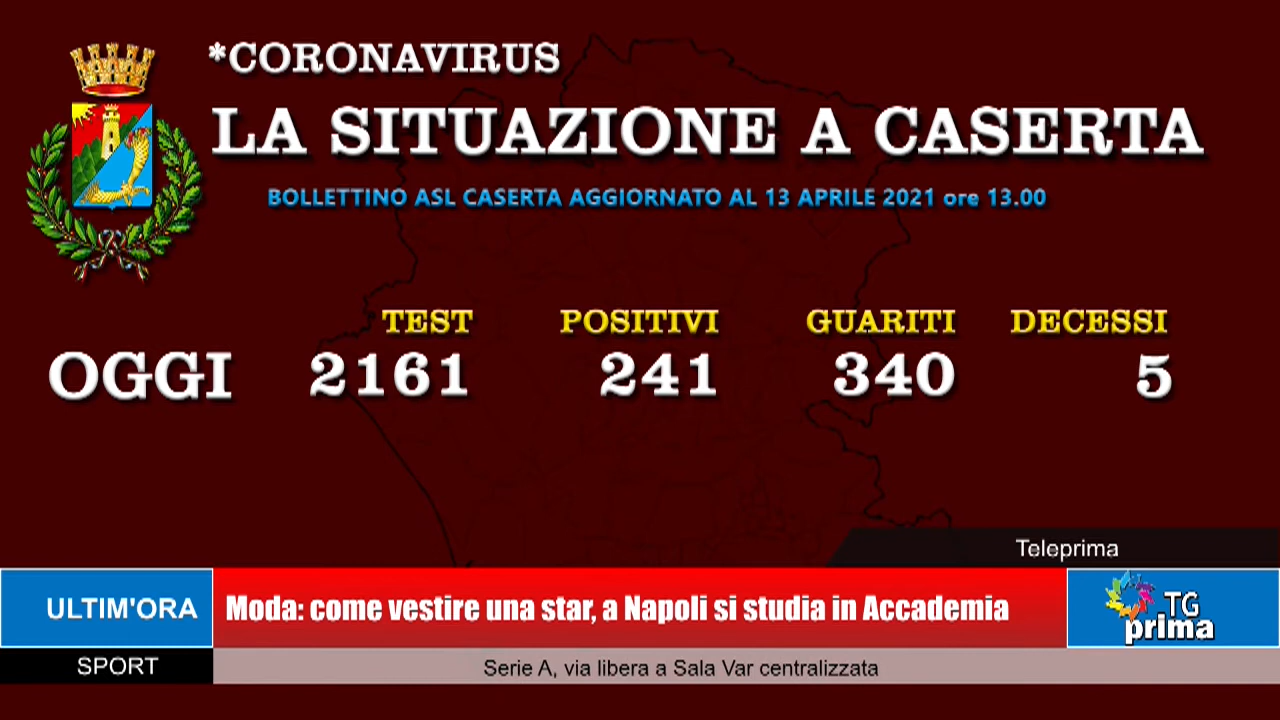 *CORONAVIRUS
LA SITUAZIONE A CASERTA
BOLLETTINO ASL CASERTA AGGIORNATO AL 13 APRILE 2021 ore 13.00
TEST POSITIVI GUARITI DECESSI
OGGI 2161 241 340 5
Teleprima
ULTIM'ORA Moda: come vestire una star, a Napoli si studia in Accademia
TG
prima
SPORT Serie A, via libera a Sala Var centralizzata